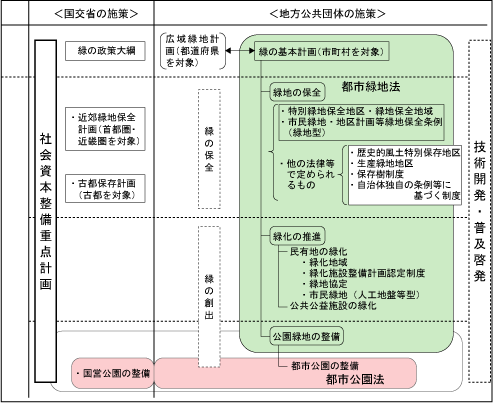 ＜国交省の施策＞
＜地方公共団体の施策＞
社会資本整備重点計画
緑の政策大綱
広域緑地計
画(都道府県
を対象)
緑の基本計画(市町村を対象)
都市緑地法
緑の保全
・近郊緑地保全
計画(首都圏・
近畿圏を対象)
・古都保存計画
(古都を対象)
緑地の保全
・特別緑地保全地区・緑地保全地域
・市民緑地・地区計画等緑地保全条例
(緑地型)
・他の法律等
で定められ
るもの
・歴史的風土特別保存地区
・生産緑地地区
・保存樹制度
・自治体独自の条例等に
基づく制度
技術開発・普及啓発
緑の創出
緑化の推進
民有地の緑化
・緑化地域
・緑化施設整備計画認定制度
・緑地協定
・市民緑地（人工地盤等型）
公共公益施設の緑化
公園緑地の整備
・国営公園の整備
都市公園の整備
都市公園法